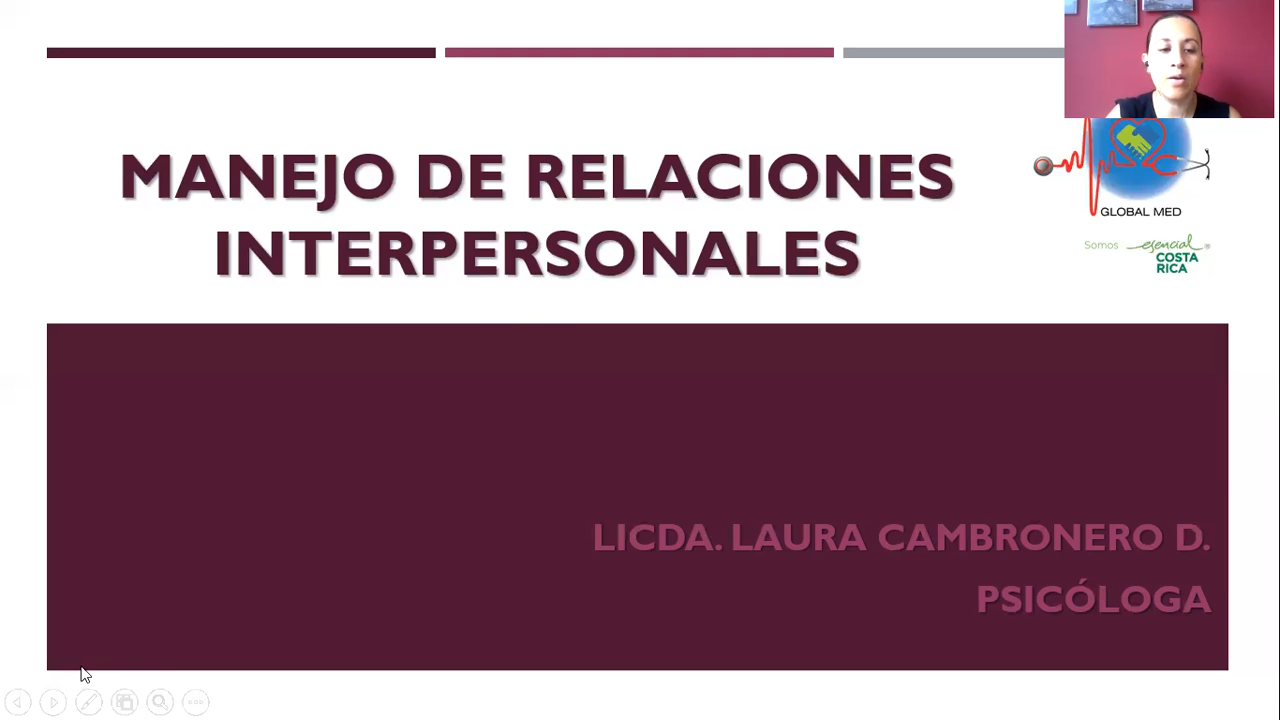 MANEJO DE RELACIONES
INTERPERSONALES
GLOBAL MED
Somos esencial
COSTA
RICA
LICDA. LAURA CAMBRONERO D.
PSICÓLOGA